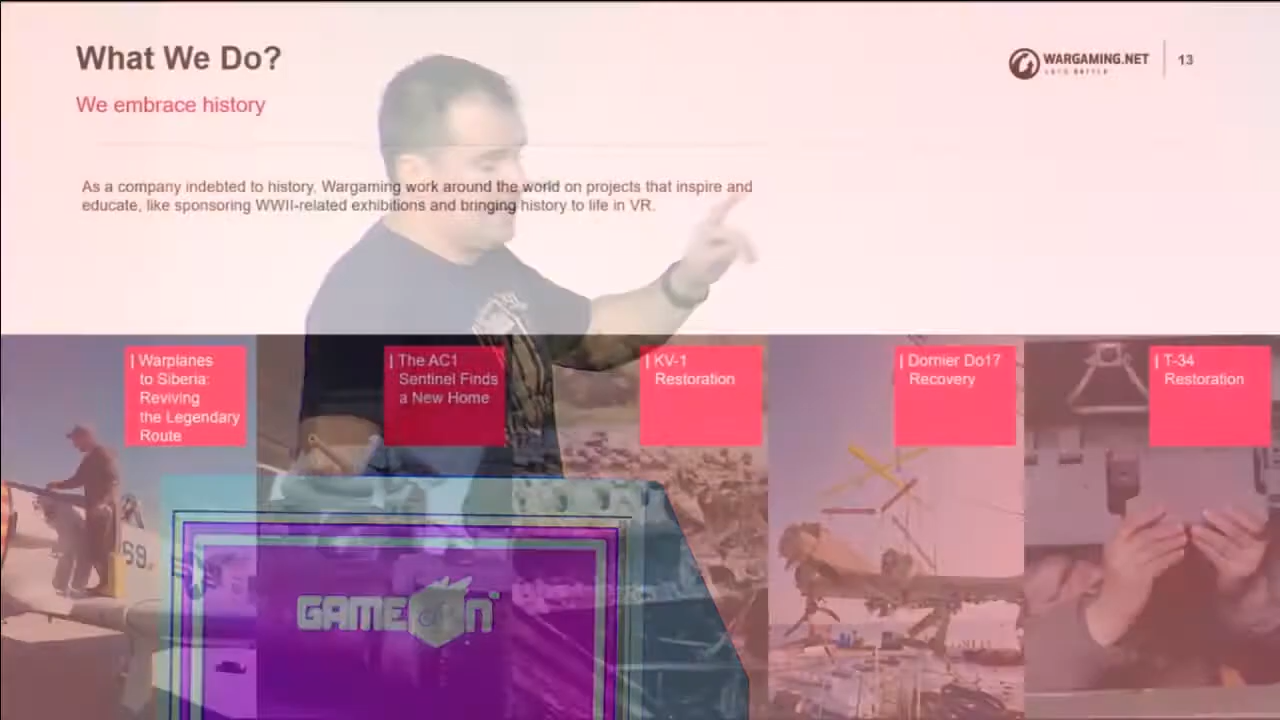 What We Do?
WARGAMING.NET
13
We embrace history
As a company indebted to history, Wargaming work around the world on projects that inspire and
educate, like sponsoring WWII-related exhibitions and bringing history to life in VR.
| Warplanes
to Siberia:
Reviving
the Legendary
Route
| The AC1
Sentinel Finds
a New Home
| KV-1
Restoration
| Dornier Do17
Recovery
| T-34
Restoration
69
GAMEON